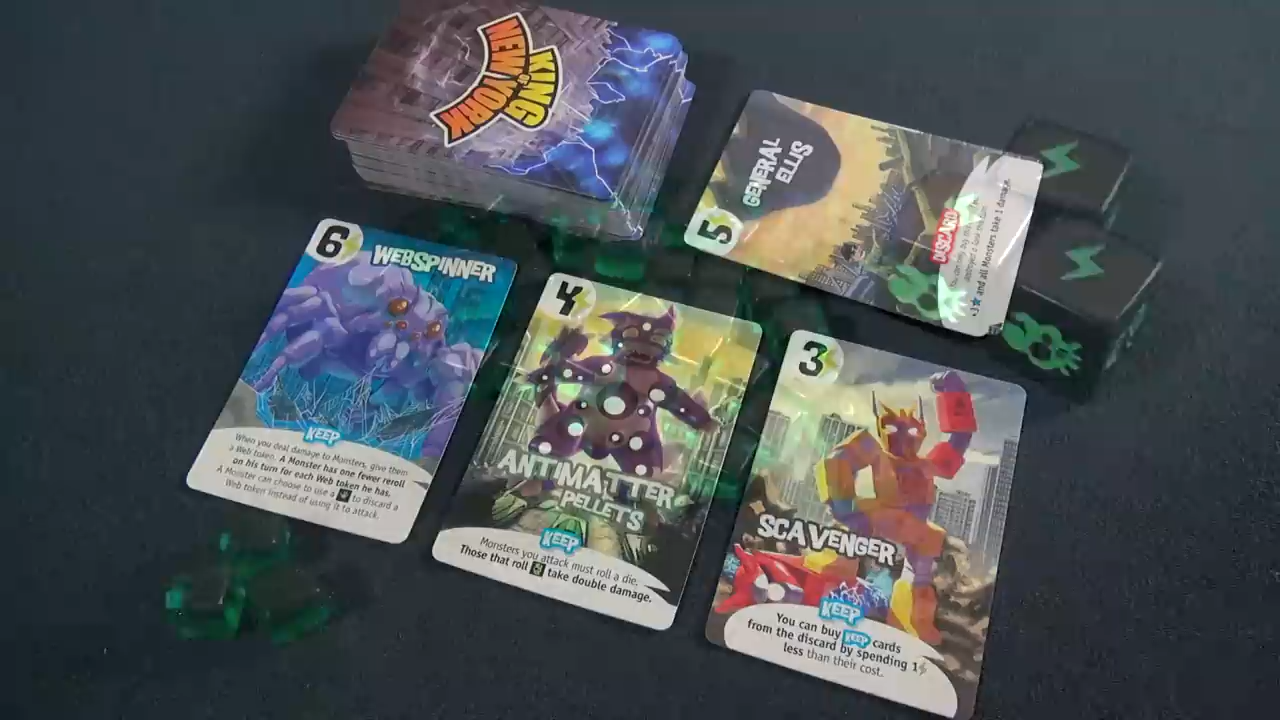 KING
OF
NEW YORK
5
GENERAL
ELLIS
DISCARD
and all Monsters take 1 damage
6
WEBSPINNER
KEEP
When you deal damage to Monsters, give them
a Web token. A Monster has one fewer reroll
on his turn for each Web token he has.
A Monster can choose to use a to discard a
Web token instead of using it to attack.
4
ANTIMATTER
PELLETS
KEEP
Monsters you attack must roll a die.
Those that roll take double damage.
3
SCAVENGER
KEEP
You can buy KEEP cards
from the discard by spending 1
less than their cost.